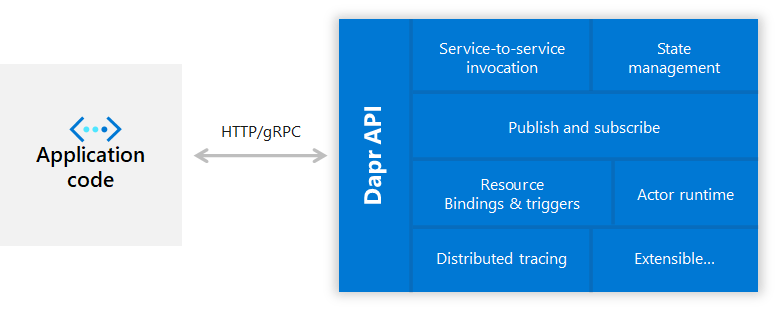 Application
code
HTTP/gRPC
Dapr API
Service-to-service
invocation
State
management
Publish and subscribe
Resource
Bindings & triggers
Actor runtime
Distributed tracing
Extensible...